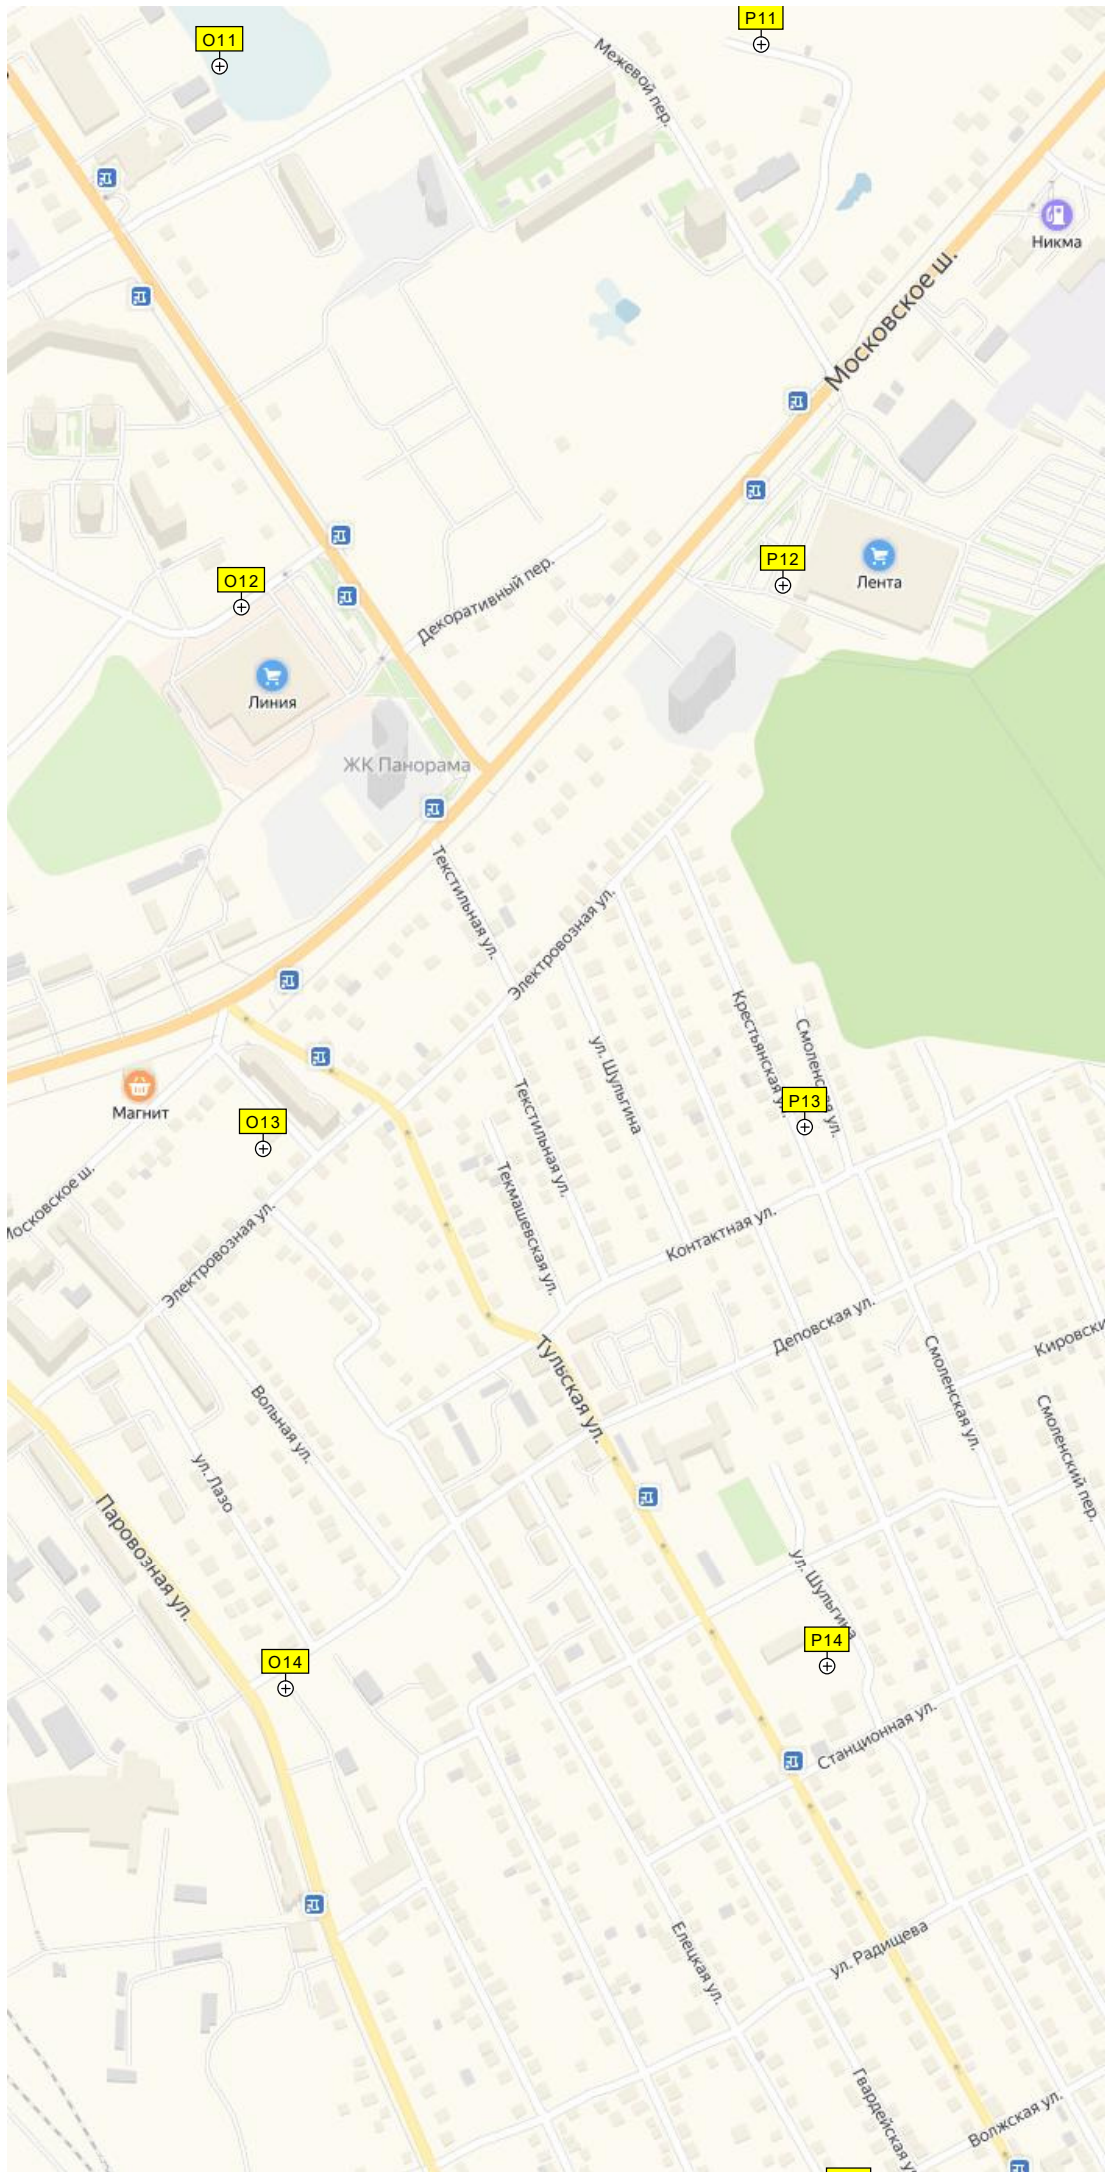 P11
O11
Межевой пер.
Никма
Московское ш.
P12
Лента
O12
Декоративный пер.
Линия
ЖК Панорама
Текстильная ул.
Электровозная ул.
Крестьянская ул.
Смоленская ул.
ул. Шульгина
Магнит
P13
O13
Текстильная ул.
Текмашевская ул.
Московское ш.
Электровозная ул.
Контактная ул.
Деповская ул.
Тульская ул.
Смоленская ул.
Кировски
Смоленский пер.
Вольная ул.
ул. Лазо
Паровозная ул.
ул. Шульгина
P14
O14
Станционная ул.
Елецкая ул.
ул. Радищева
Гвардейская ул.
Волжская ул.